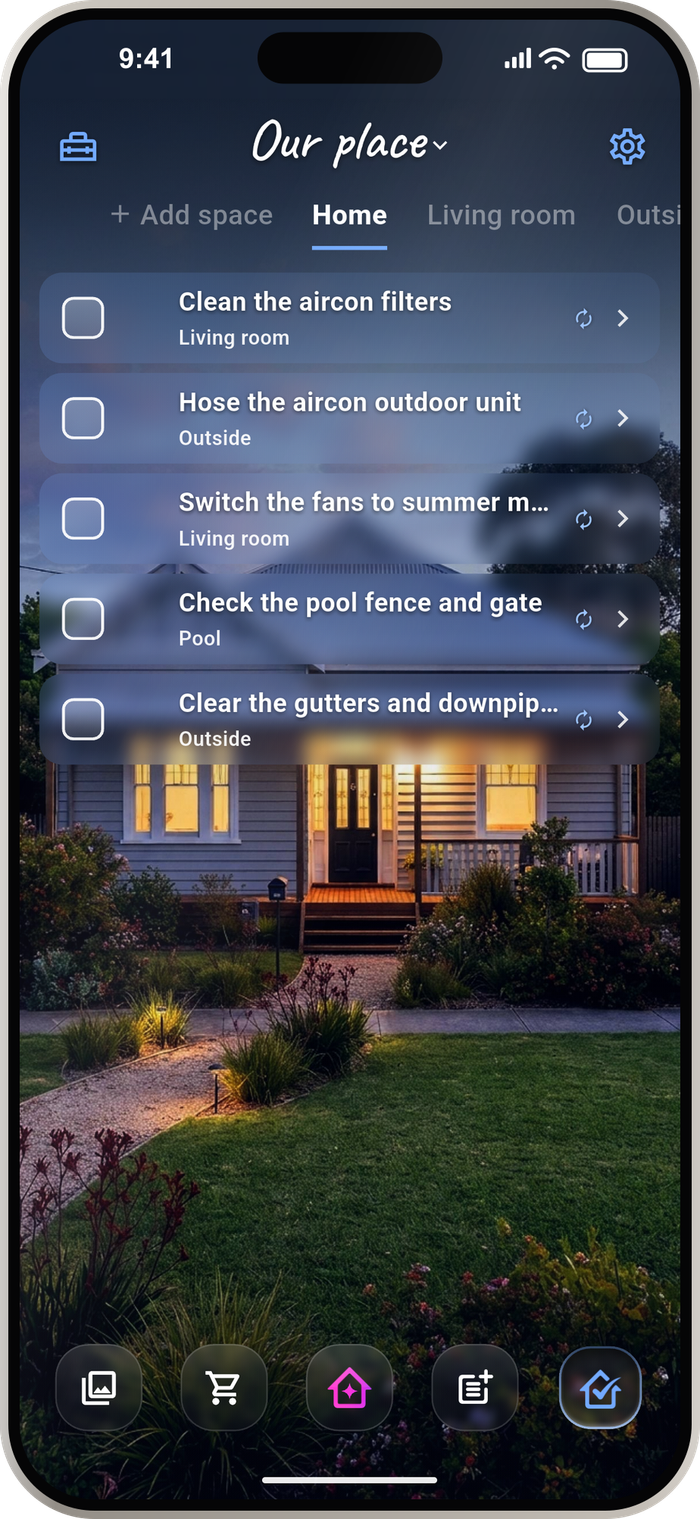 9:41
Our place
+ Add space Home Living room Outsi
Clean the aircon filters
Living room
Hose the aircon outdoor unit
Outside
Switch the fans to summer m...
Living room
Check the pool fence and gate
Pool
Clear the gutters and downpip...
Outside